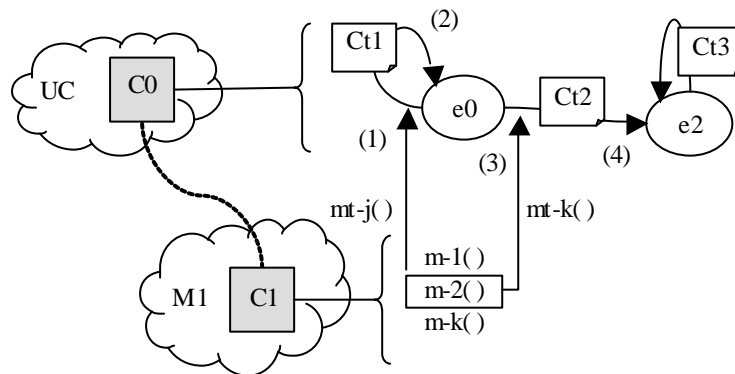 (2)
Ct1
Ct3
UC
C0
e0
Ct2
e2
(1)
(3)
(4)
mt-j( )
mt-k( )
m-1( )
M1
C1
m-2( )
m-k( )